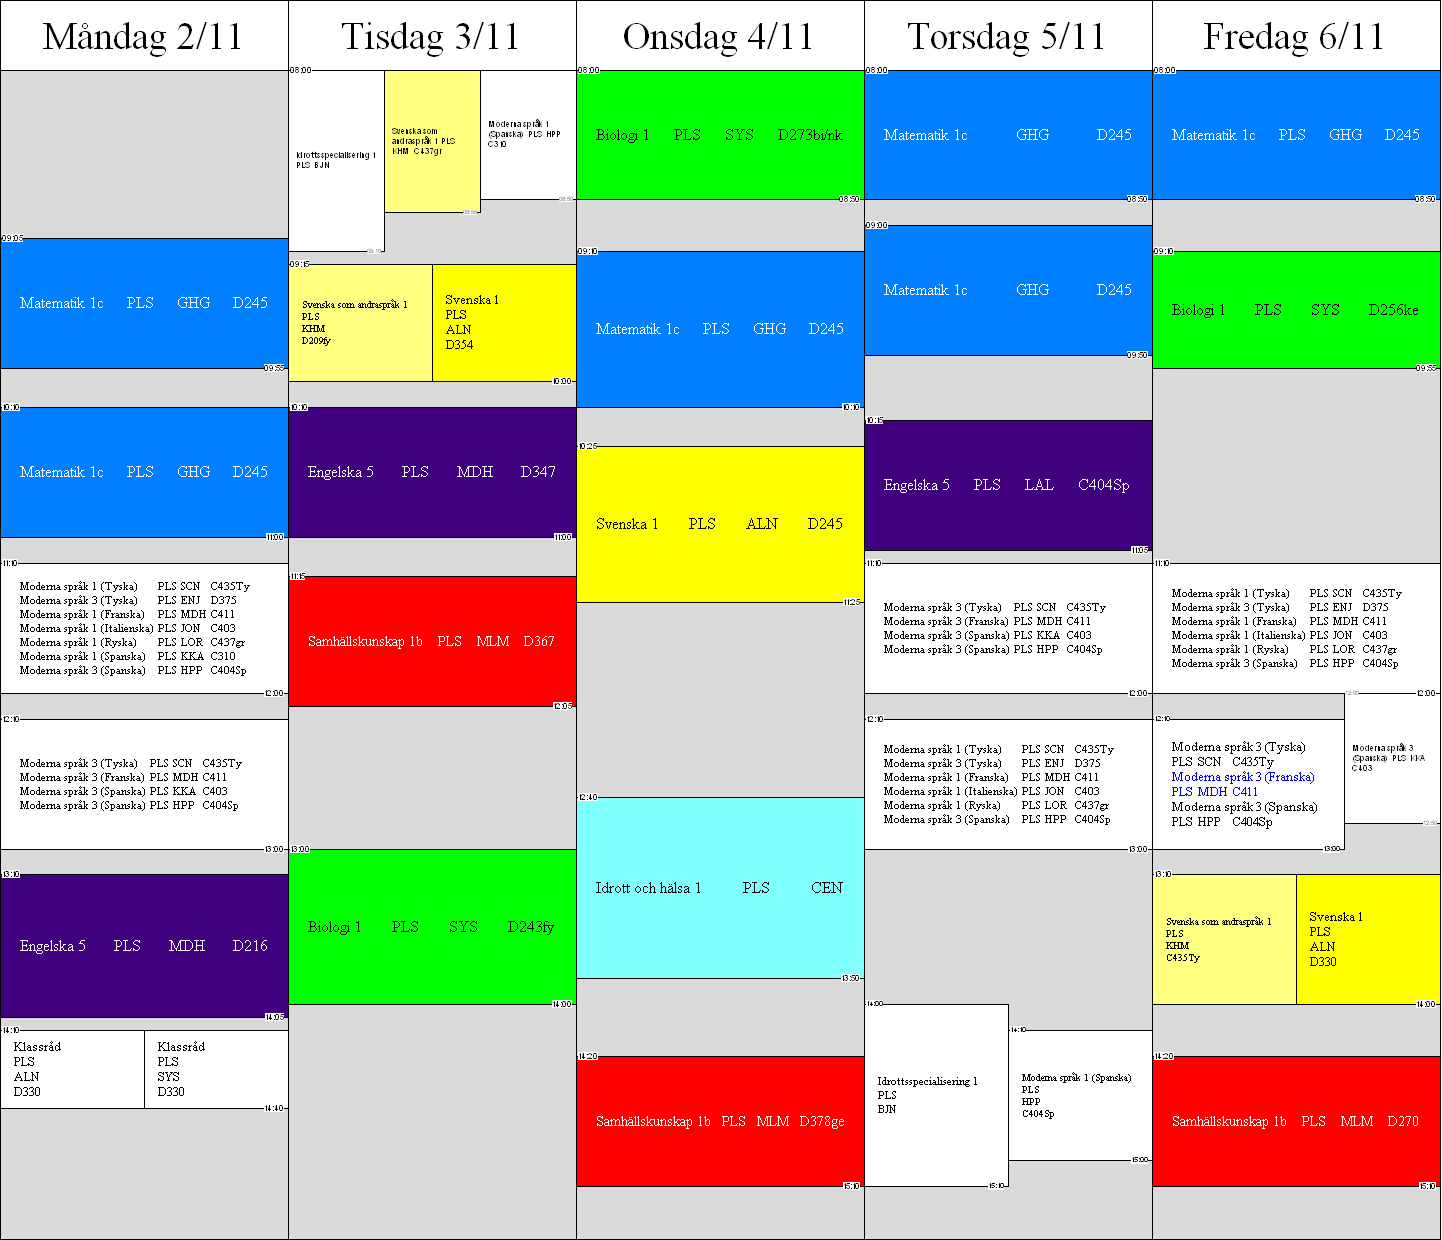 Måndag 2/11
09:05
Matematik 1c PLS GHG D245
09:55
10:10
Matematik 1c PLS GHG D245
11:00
11:10
Moderna språk 1 (Tyska) PLS SCN C435Ty
Moderna språk 3 (Tyska) PLS ENJ D375
Moderna språk 1 (Franska) PLS MDH C411
Moderna språk 1 (Italienska) PLS JON C403
Moderna språk 1 (Ryska) PLS LOR C437gr
Moderna språk 1 (Spanska) PLS KKA C310
Moderna språk 3 (Spanska) PLS HPP C404Sp
12:00
12:10
Moderna språk 3 (Tyska) PLS SCN C435Ty
Moderna språk 3 (Franska) PLS MDH C411
Moderna språk 3 (Spanska) PLS KKA C403
Moderna språk 3 (Spanska) PLS HPP C404Sp
13:00
13:10
Engelska 5 PLS MDH D216
14:05
14:10
Klassråd
PLS
ALN
D330
Klassråd
PLS
SYS
D330
14:40
Tisdag 3/11
08:00
Idrottsspecialisering 1
PLS BJN
09:10
Svenska som
andraspråk 1 PLS
KHM C437gr
08:55
Moderna språk 1
(Spanska) PLS HPP
C310
08:50
09:15
Svenska som andraspråk 1
PLS
KHM
D209fy
Svenska 1
PLS
ALN
D354
10:00
10:10
Engelska 5 PLS MDH D347
11:00
11:15
Samhällskunskap 1b PLS MLM D367
12:05
13:00
Biologi 1 PLS SYS D243fy
14:00
Onsdag 4/11
08:00
Biologi 1 PLS SYS D273bi/nk
08:50
09:10
Matematik 1c PLS GHG D245
10:10
10:25
Svenska 1 PLS ALN D245
11:25
12:40
Idrott och hälsa 1 PLS CEN
13:50
14:20
Samhällskunskap 1b PLS MLM D378ge
15:10
Torsdag 5/11
08:00
Matematik 1c GHG D245
08:50
09:00
Matematik 1c GHG D245
09:50
10:15
Engelska 5 PLS LAL C404Sp
11:05
11:10
Moderna språk 3 (Tyska) PLS SCN C435Ty
Moderna språk 3 (Franska) PLS MDH C411
Moderna språk 3 (Spanska) PLS KKA C403
Moderna språk 3 (Spanska) PLS HPP C404Sp
12:00
12:10
Moderna språk 1 (Tyska) PLS SCN C435Ty
Moderna språk 3 (Tyska) PLS ENJ D375
Moderna språk 1 (Franska) PLS MDH C411
Moderna språk 1 (Italienska) PLS JON C403
Moderna språk 1 (Ryska) PLS LOR C437gr
Moderna språk 3 (Spanska) PLS HPP C404Sp
13:00
14:00
Idrottsspecialisering 1
PLS
BJN
15:10
14:10
Moderna språk 1 (Spanska)
PLS
HPP
C404Sp
15:00
Fredag 6/11
08:00
Matematik 1c PLS GHG D245
08:50
09:10
Biologi 1 PLS SYS D256ke
09:55
11:10
Moderna språk 1 (Tyska) PLS SCN C435Ty
Moderna språk 3 (Tyska) PLS ENJ D375
Moderna språk 1 (Franska) PLS MDH C411
Moderna språk 1 (Italienska) PLS JON C403
Moderna språk 1 (Ryska) PLS LOR C437gr
Moderna språk 3 (Spanska) PLS HPP C404Sp
12:00
12:10
Moderna språk 3 (Tyska)
PLS SCN C435Ty
Moderna språk 3 (Franska)
PLS MDH C411
Moderna språk 3 (Spanska)
PLS HPP C404Sp
13:00
12:00
Moderna språk 3
(Spanska) PLS KKA
C403
12:50
13:10
Svenska som andraspråk 1
PLS
KHM
C435Ty
Svenska 1
PLS
ALN
D330
14:00
14:20
Samhällskunskap 1b PLS MLM D270
15:10